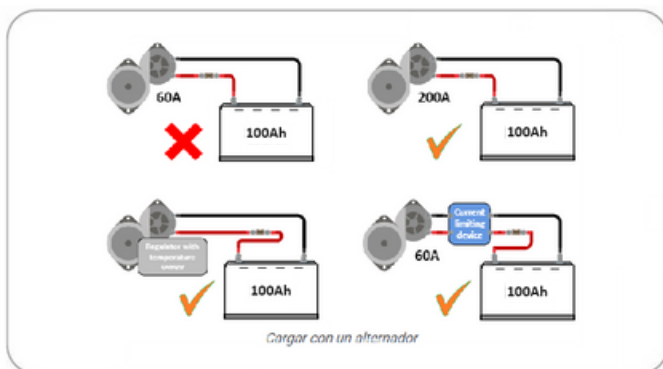 60A
100Ah
200A
100Ah
Regulator with
temperature
sensor
100Ah
Current
limiting
device
60A
100Ah
Cargar con un alternador